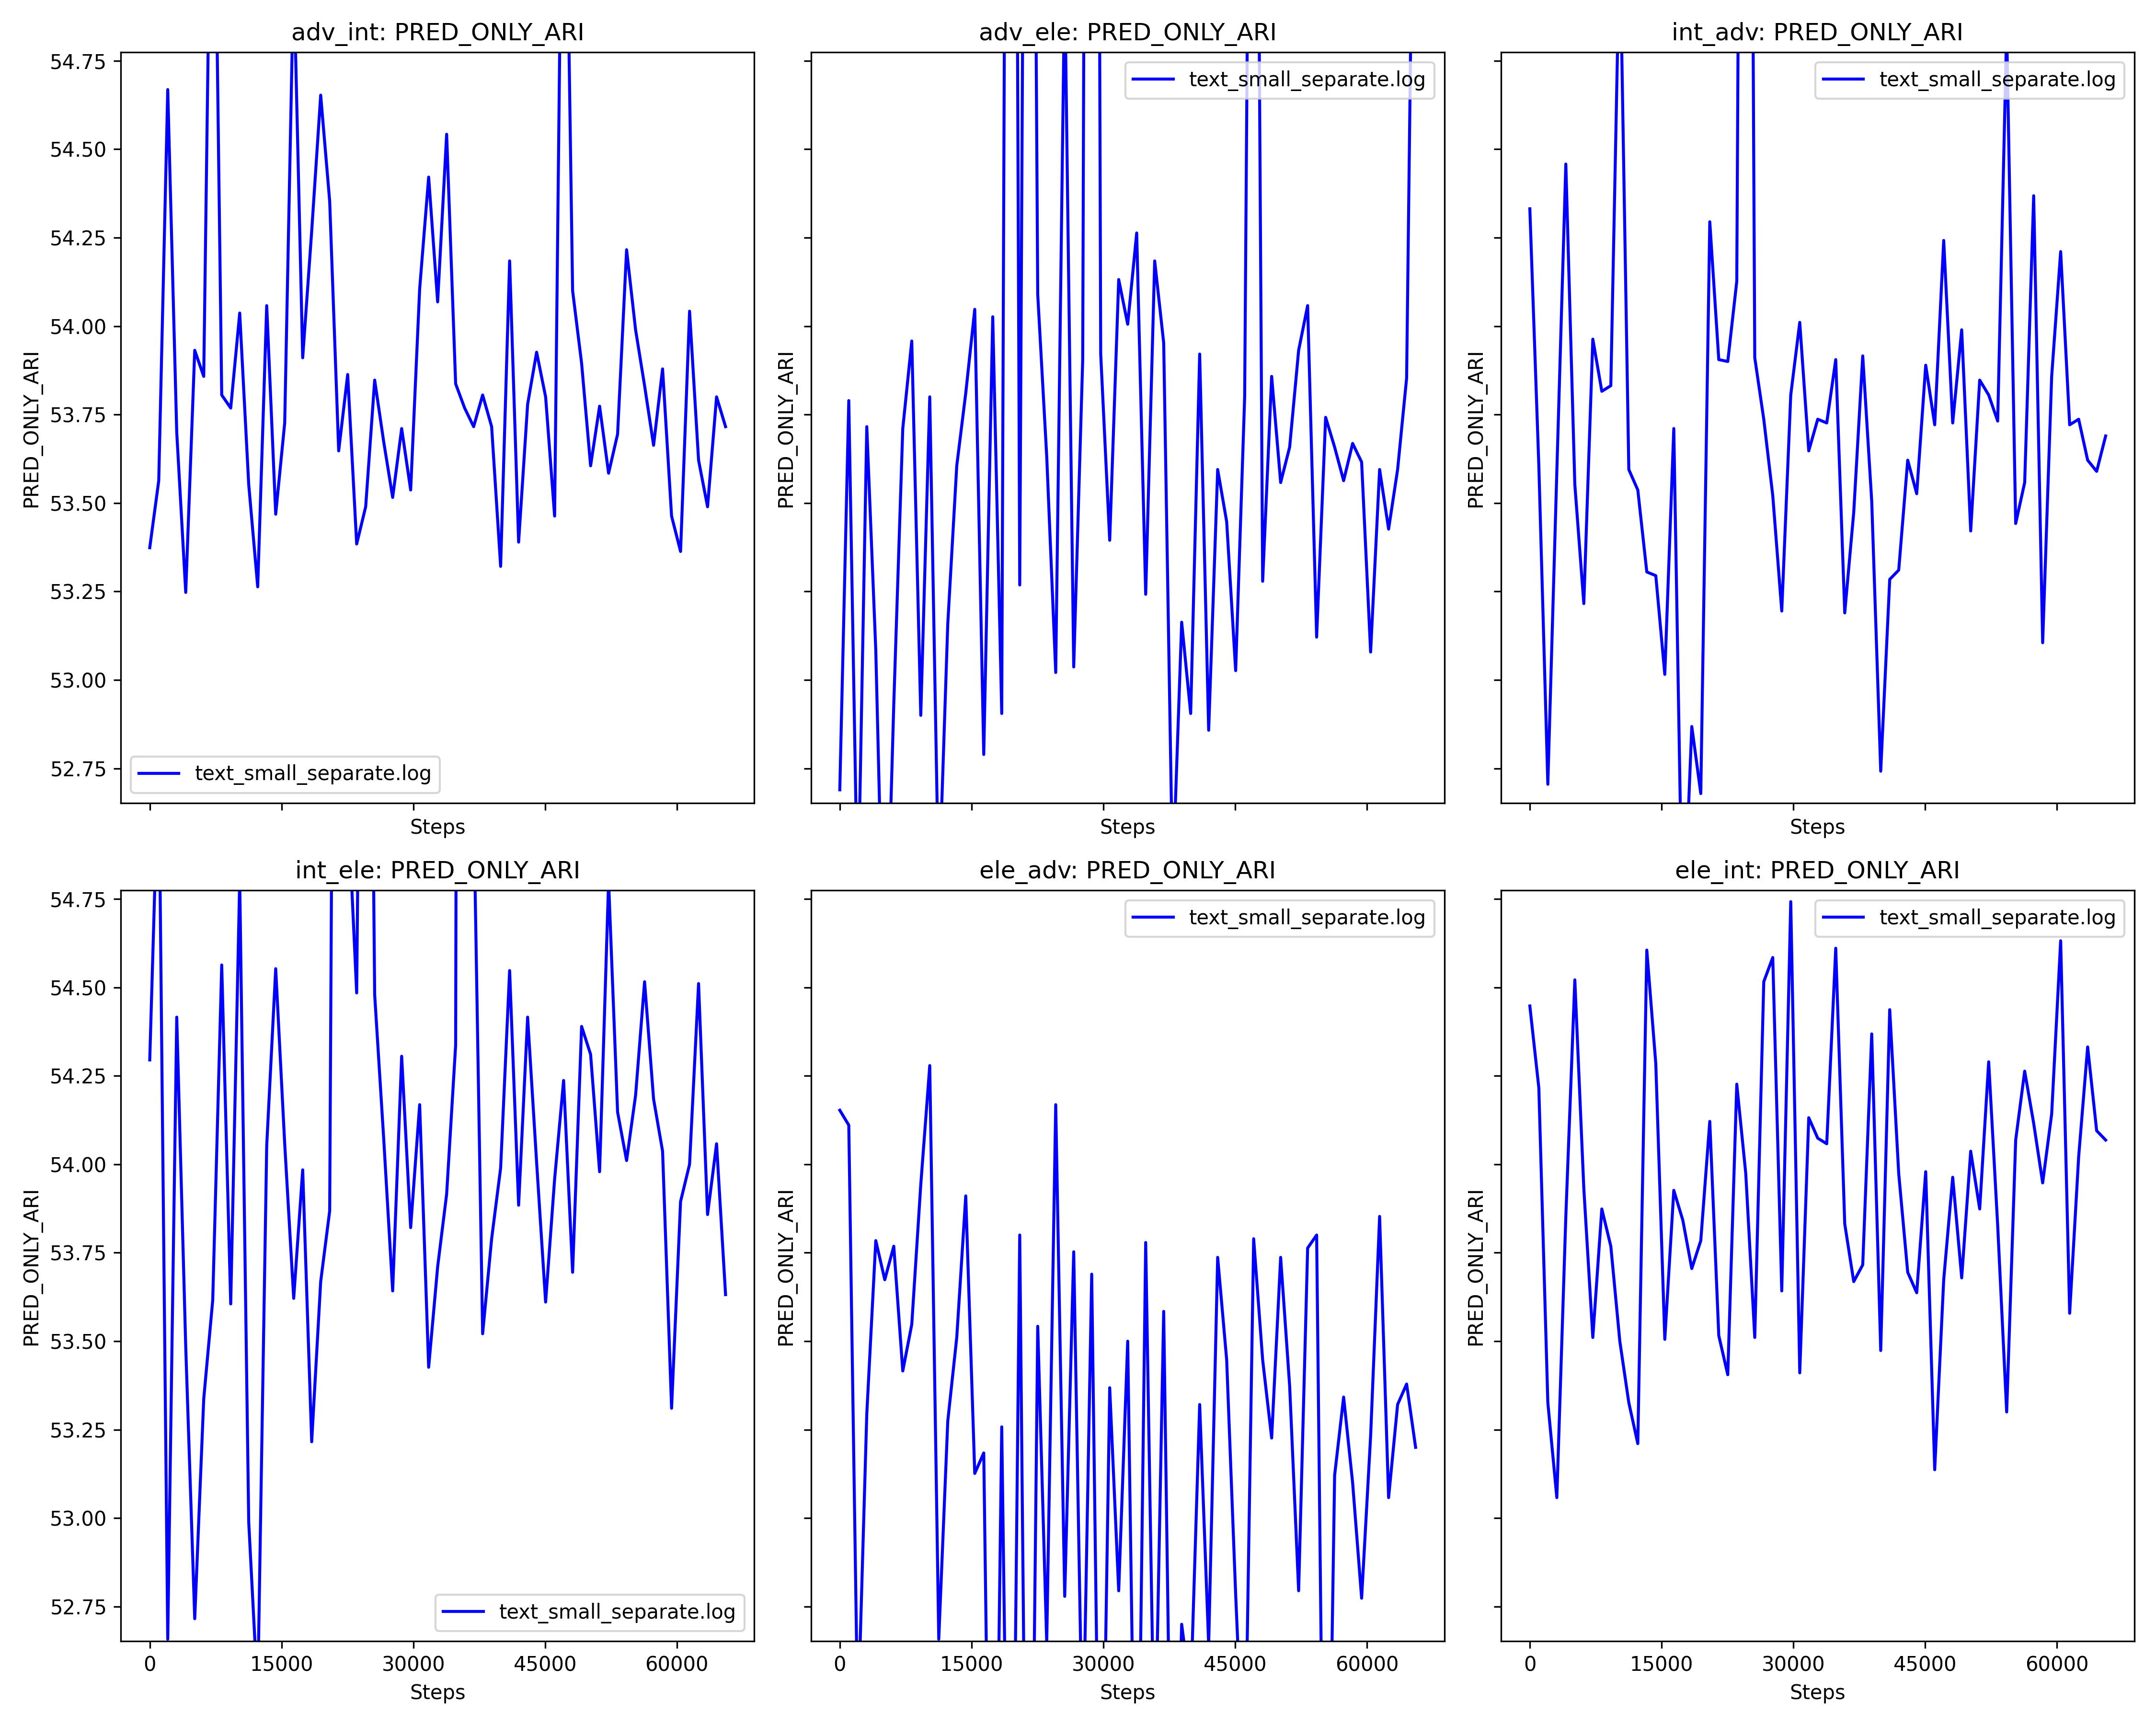 adv_int: PRED_ONLY_ARI
adv_ele: PRED_ONLY_ARI
int_adv: PRED_ONLY_ARI
54.75
54.50
54.25
54.00
53.75
53.50
53.25
53.00
52.75
PRED_ONLY_ARI
PRED_ONLY_ARI
PRED_ONLY_ARI
text_small_separate.log
text_small_separate.log
text_small_separate.log
Steps
Steps
Steps
int_ele: PRED_ONLY_ARI
ele_adv: PRED_ONLY_ARI
ele_int: PRED_ONLY_ARI
54.75
54.50
54.25
54.00
53.75
53.50
53.25
53.00
52.75
PRED_ONLY_ARI
PRED_ONLY_ARI
PRED_ONLY_ARI
text_small_separate.log
text_small_separate.log
text_small_separate.log
0 15000 30000 45000 60000
0 15000 30000 45000 60000
0 15000 30000 45000 60000
Steps
Steps
Steps